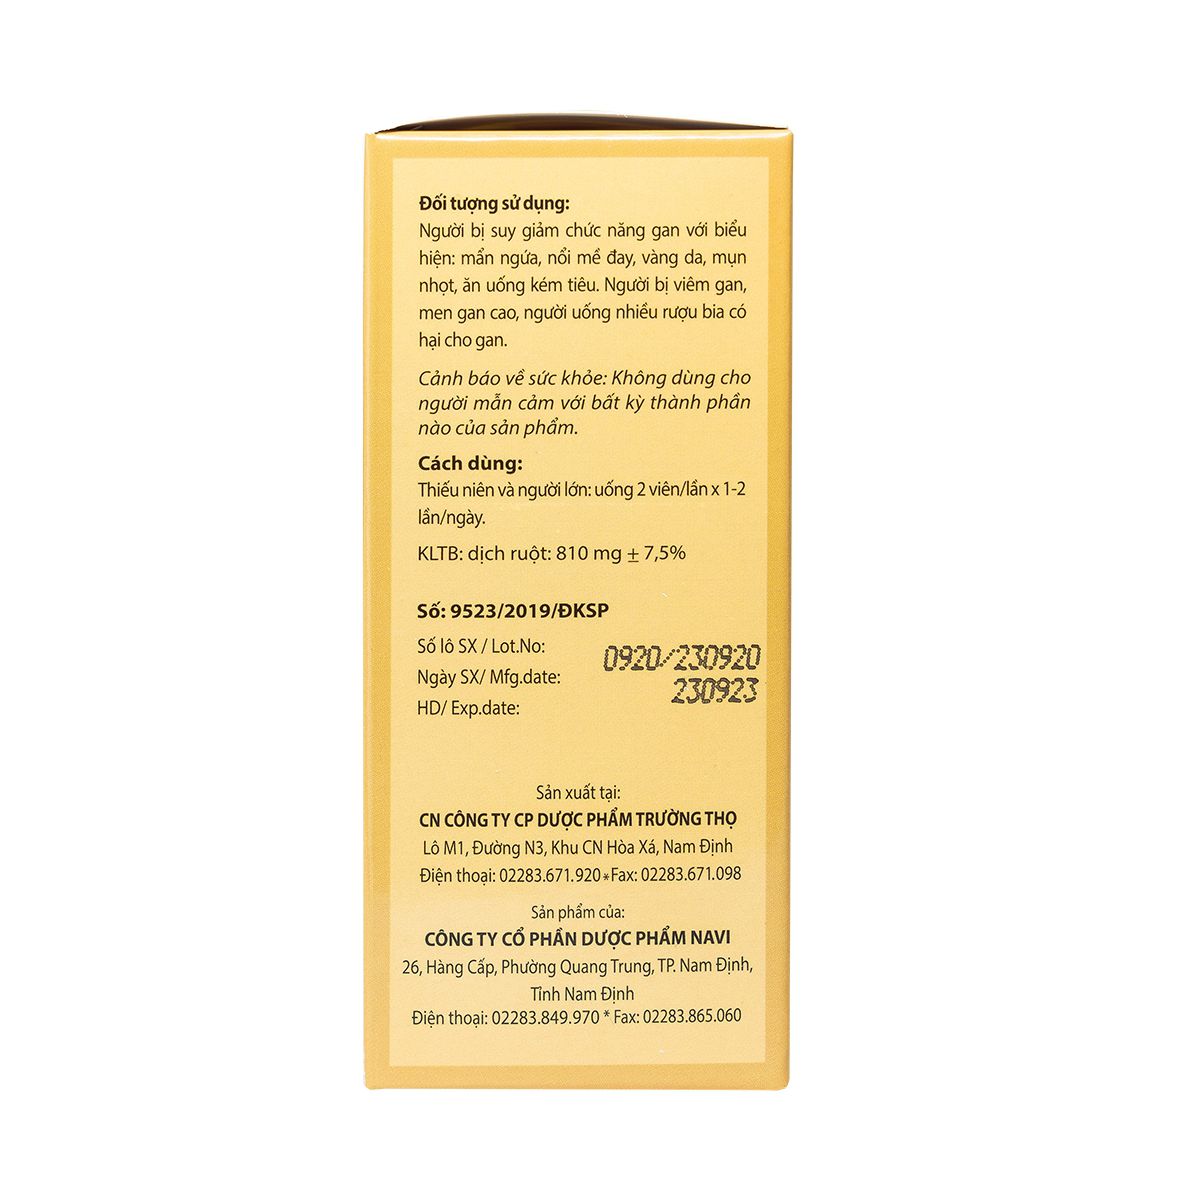 Đối tượng sử dụng:
Người bị suy giảm chức năng gan với biểu
hiện: mẩn ngứa, nổi mề đay, vàng da, mụn
nhọt, ăn uống kém tiêu. Người bị viêm gan,
men gan cao, người uống nhiều rượu bia có
hại cho gan.
Cảnh báo về sức khỏe: Không dùng cho
người mẫn cảm với bất kỳ thành phần
nào của sản phẩm.
Cách dùng:
Thiếu niên và người lớn: uống 2 viên/lần x 1-2
lần/ngày.
KLTB: dịch ruột: 810 mg ± 7,5%
Số: 9523/2019/ĐKSP
Số lô SX / Lot.No:
0920/230920
Ngày SX/ Mfg.date:
230923
HD/ Exp.date:
Sản xuất tại:
CN CÔNG TY CP DƯỢC PHẨM TRƯỜNG THỌ
Lô M1, Đường N3, Khu CN Hòa Xá, Nam Định
Điện thoại: 02283.671.920*Fax: 02283.671.098
Sản phẩm của:
CÔNG TY CỔ PHẦN DƯỢC PHẨM NAVI
26, Hàng Cấp, Phường Quang Trung, TP. Nam Định,
Tỉnh Nam Định
Điện thoại: 02283.849.970 * Fax: 02283.865.060